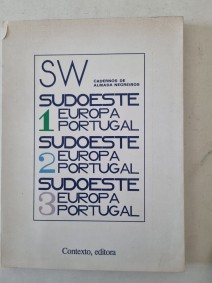 SW
CADERNOS DE
ALMADA NEGREIROS
SUDOESTE
1 EUROPA
PORTUGAL
SUDOESTE
2 EUROPA
PORTUGAL
SUDOESTE
3 EUROPA
PORTUGAL
Contexto, editora